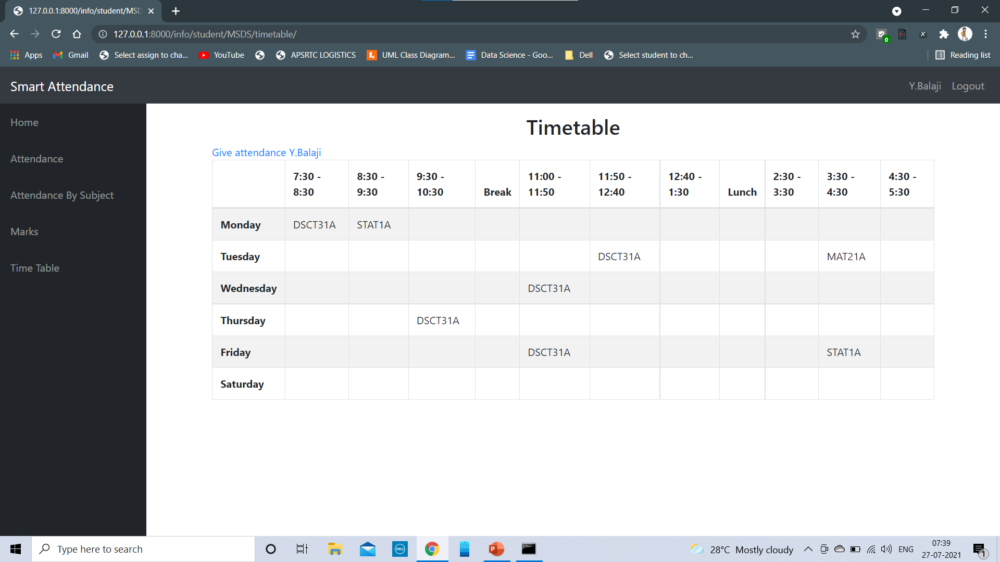 127.0.0.1:8000/info/student/MSD
127.0.0.1:8000/info/student/MSDS/timetable/
0
Apps Gmail Select assign to cha... YouTube APSRTC LOGISTICS UML Class Diagram... Data Science - Goo... Dell Select student to ch... Reading list
Smart Attendance Y.Balaji Logout
Home
Attendance
Attendance By Subject
Marks
Time Table
Timetable
Give attendance Y.Balaji
7:30 - 8:30 8:30 - 9:30 9:30 - 10:30 Break 11:00 - 11:50 11:50 - 12:40 12:40 - 1:30 Lunch 2:30 - 3:30 3:30 - 4:30 4:30 - 5:30
Monday DSCT31A STAT1A
Tuesday DSCT31A MAT21A
Wednesday DSCT31A
Thursday DSCT31A
Friday DSCT31A STAT1A
Saturday
Type here to search 28°C Mostly cloudy ENG 07:39
27-07-2021
1